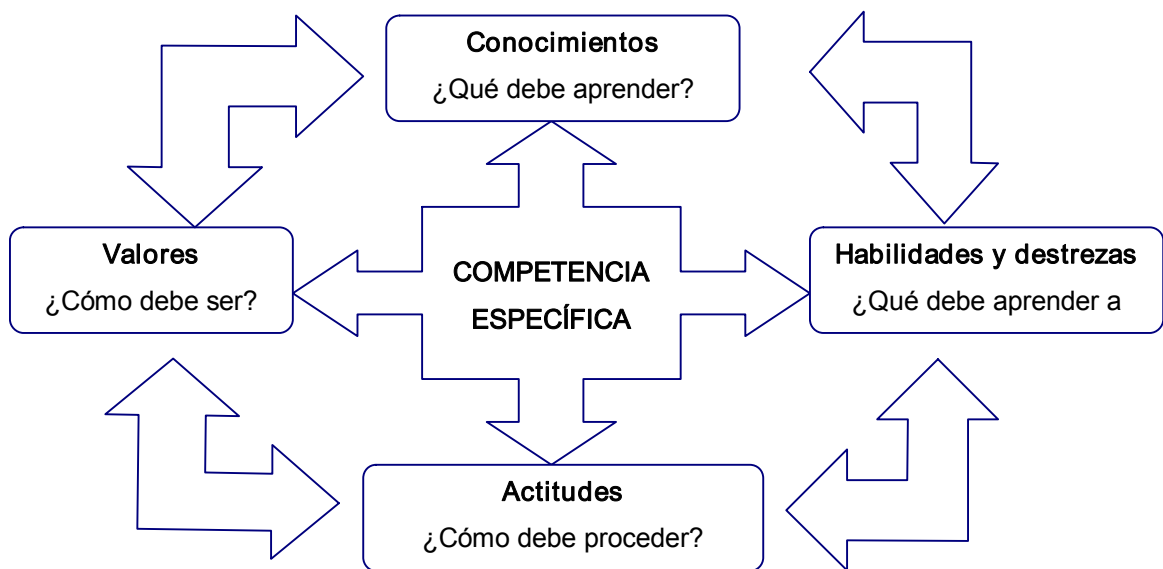 Conocimientos
¿Qué debe aprender?
Valores
¿Cómo debe ser?
COMPETENCIA
ESPECÍFICA
Habilidades y destrezas
¿Qué debe aprender a
Actitudes
¿Cómo debe proceder?